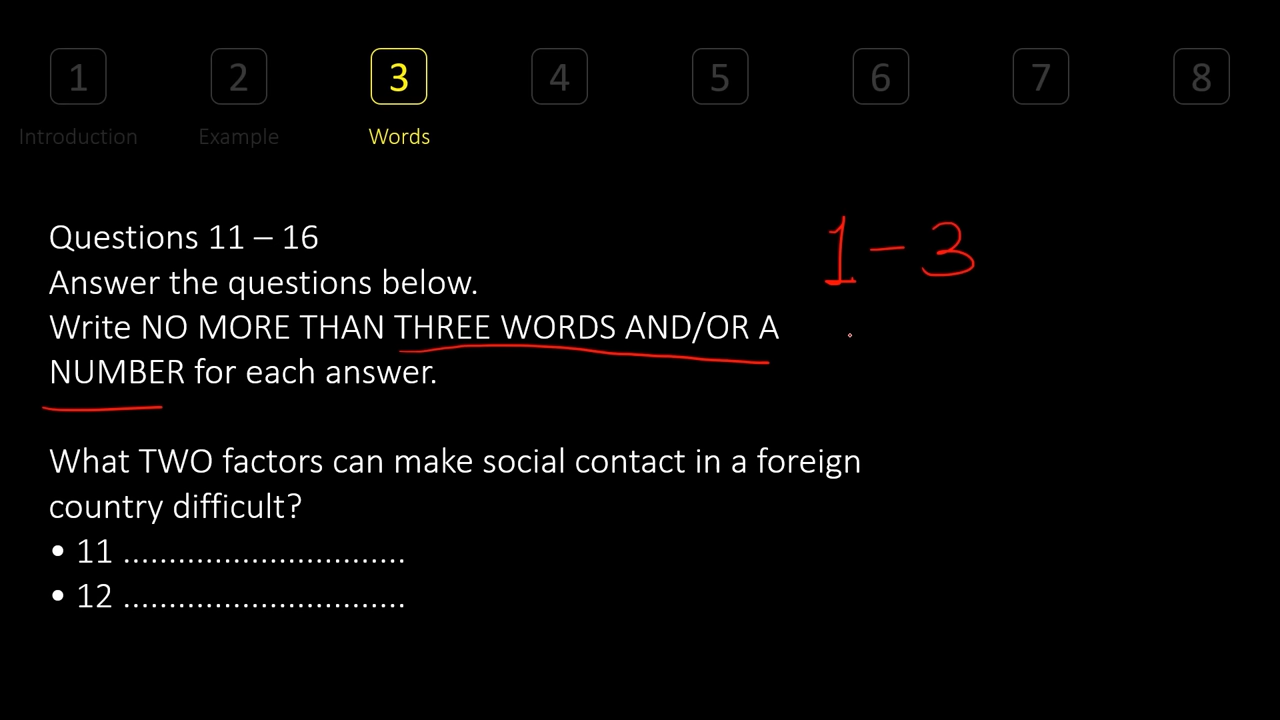 1 2 3 4 5 6 7 8
Introduction Example Words
Questions 11 – 16
1 – 3
Answer the questions below.
Write NO MORE THAN THREE WORDS AND/OR A
NUMBER for each answer.
What TWO factors can make social contact in a foreign
country difficult?
• 11 ..............................
• 12 ..............................